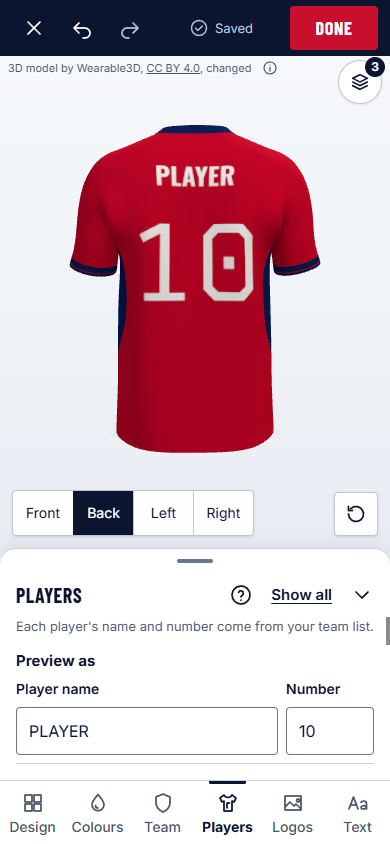 Saved
DONE
3D model by Wearable3D, CC BY 4.0, changed
3
PLAYER
10
Front
Back
Left
Right
PLAYERS
Show all
Each player's name and number come from your team list.
Preview as
Player name
Number
PLAYER
10
Design
Colours
Team
Players
Logos
Aa
Text